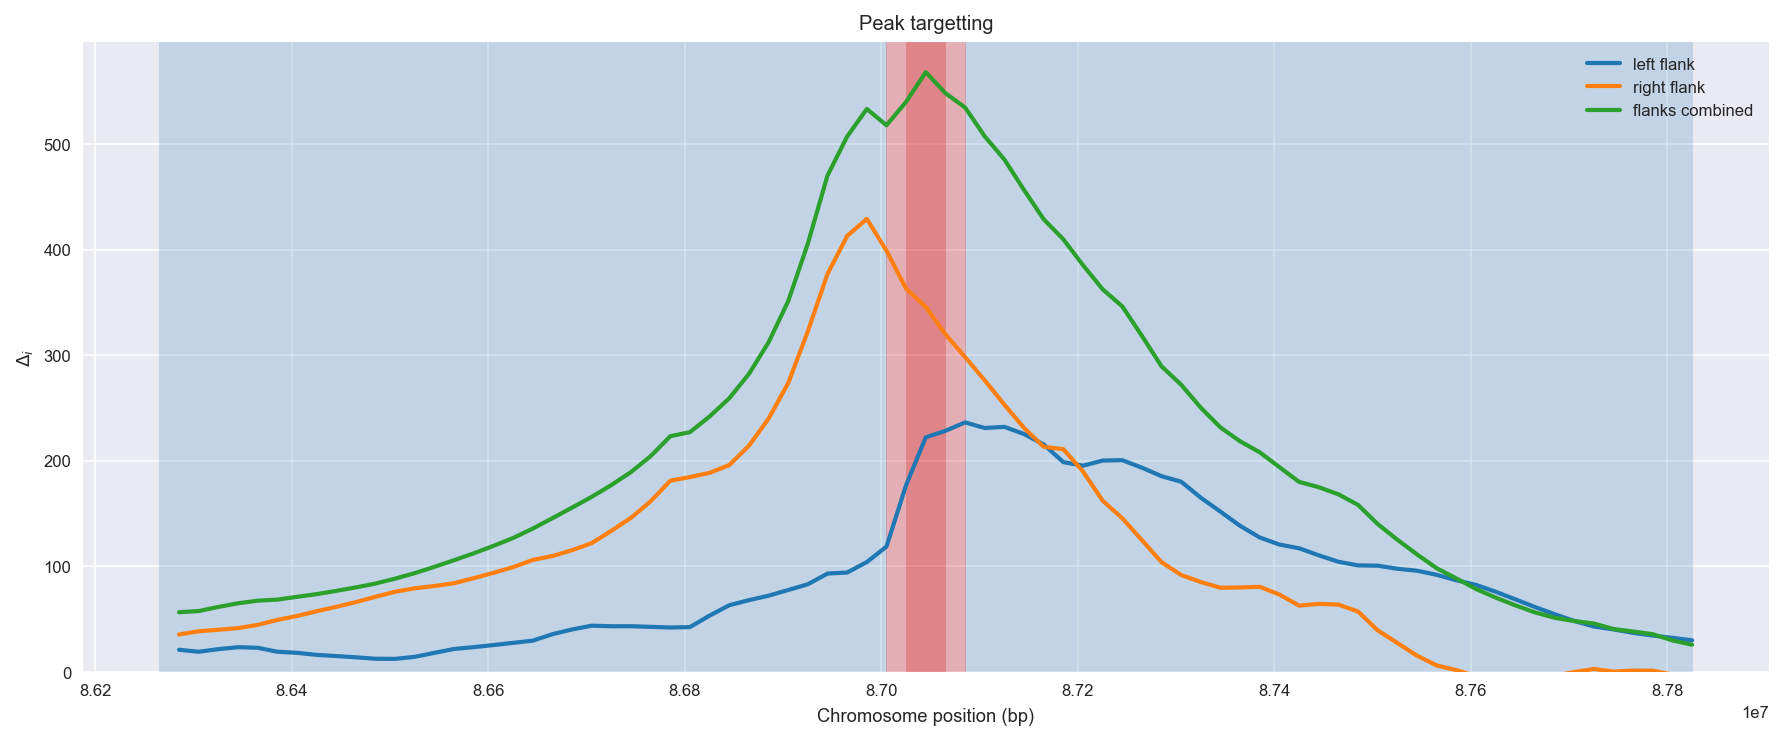 Peak targetting
left flank
right flank
flanks combined
500
400
300
200
100
0
Δi
8.62 8.64 8.66 8.68 8.70 8.72 8.74 8.76 8.78
1e7
Chromosome position (bp)